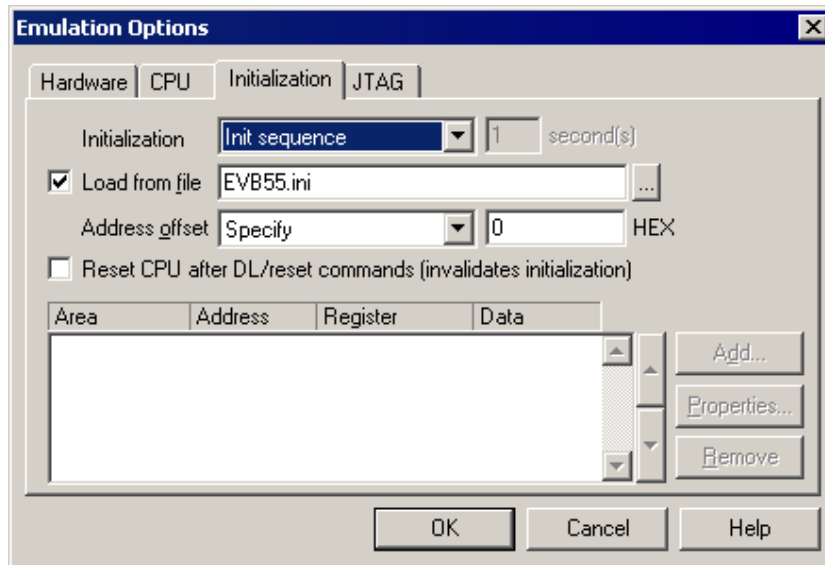 Emulation Options
Hardware CPU Initialization JTAG
Initialization Init sequence 1 second(s)
Load from file EVB55.ini ...
Address offset Specify 0 HEX
Reset CPU after DL/reset commands (invalidates initialization)
Area Address Register Data
Add...
Properties...
Remove
OK Cancel Help